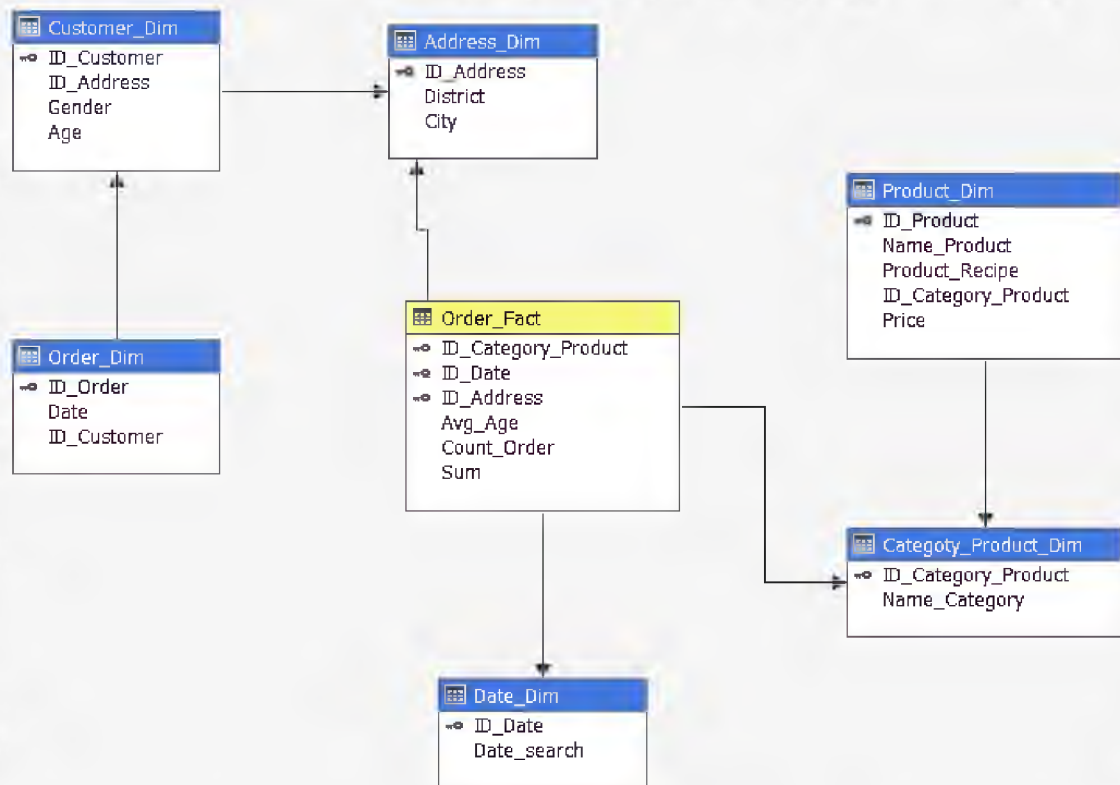 Customer_Dim
ID_Customer
ID_Address
Gender
Age
Address_Dim
ID_Address
District
City
Product_Dim
ID_Product
Name_Product
Product_Recipe
ID_Category_Product
Price
Order_Fact
ID_Category_Product
ID_Date
ID_Address
Avg_Age
Count_Order
Sum
Order_Dim
ID_Order
Date
ID_Customer
Categoty_Product_Dim
ID_Category_Product
Name_Category
Date_Dim
ID_Date
Date_search